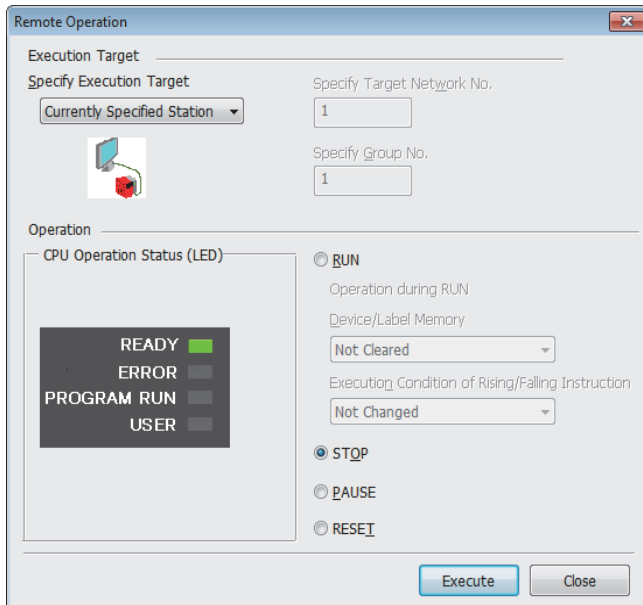 Remote Operation
Execution Target
Specify Execution Target
Currently Specified Station
Specify Target Network No.
1
Specify Group No.
1
Operation
CPU Operation Status (LED)
READY
ERROR
PROGRAM RUN
USER
RUN
Operation during RUN
Device/Label Memory
Not Cleared
Execution Condition of Rising/Falling Instruction
Not Changed
STOP
PAUSE
RESET
Execute
Close